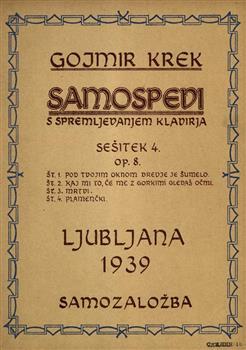 GOJMIR KREK
SAMOSPEVI
S SPREMLJEVANJEM KLAVIRJA
SEŠITEK 4.
OP. 8.
ŠT. 1. POD TVOJIM OKNOM DREVJE JE ŠUMELO.
ŠT. 2. KAJ MI TO, ČE ME Z GORKIMI GLEDAŠ OČMI.
ŠT. 3. MRTVI.
ŠT. 4. PLAMENČKI.
LJUBLJANA
1939
SAMOZALOŽBA